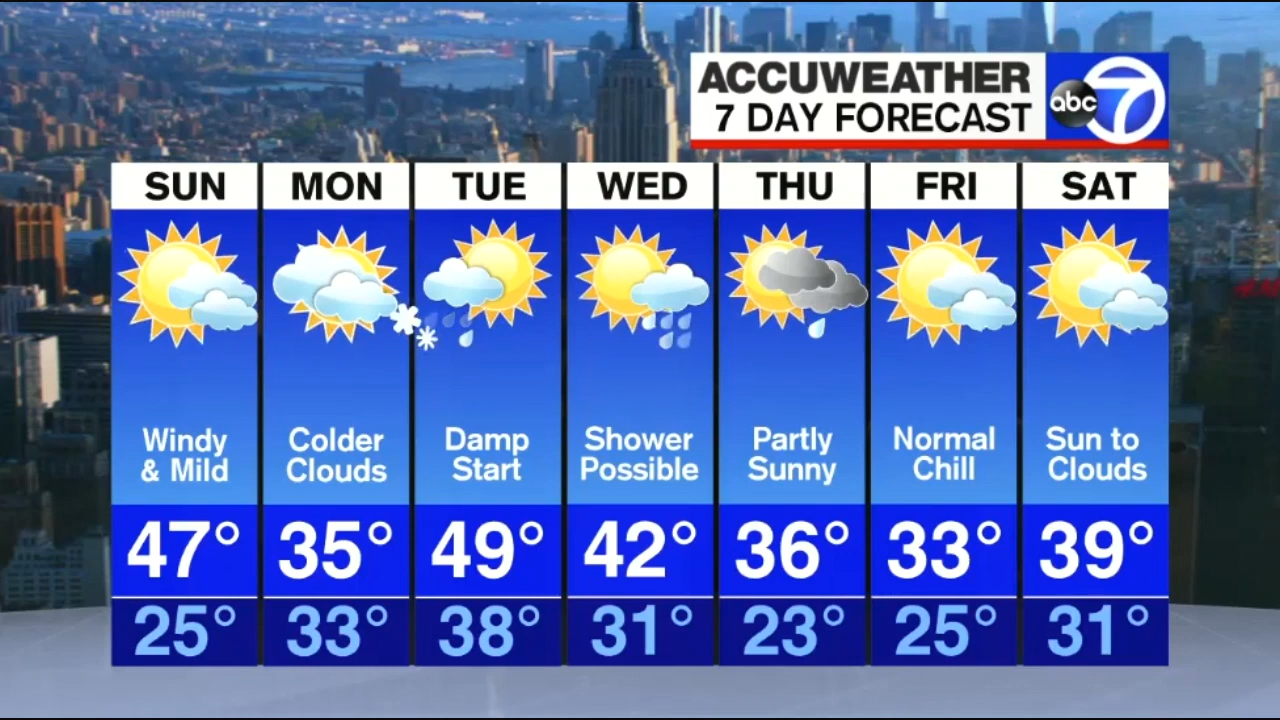 ACCUWEATHER
7 DAY FORECAST
abc 7
SUN MON TUE WED THU FRI SAT
Windy & Mild
Colder Clouds
Damp Start
Shower Possible
Partly Sunny
Normal Chill
Sun to Clouds
47° 35° 49° 42° 36° 33° 39°
25° 33° 38° 31° 23° 25° 31°